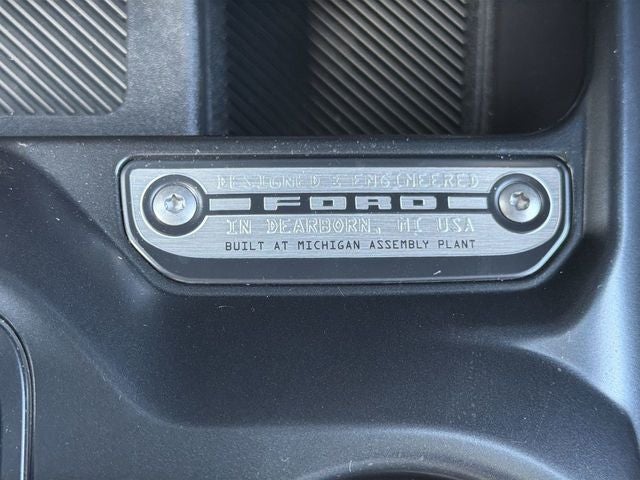 DESIGNED & ENGINEERED
FORD
IN DEARBORN, MI USA
BUILT AT MICHIGAN ASSEMBLY PLANT